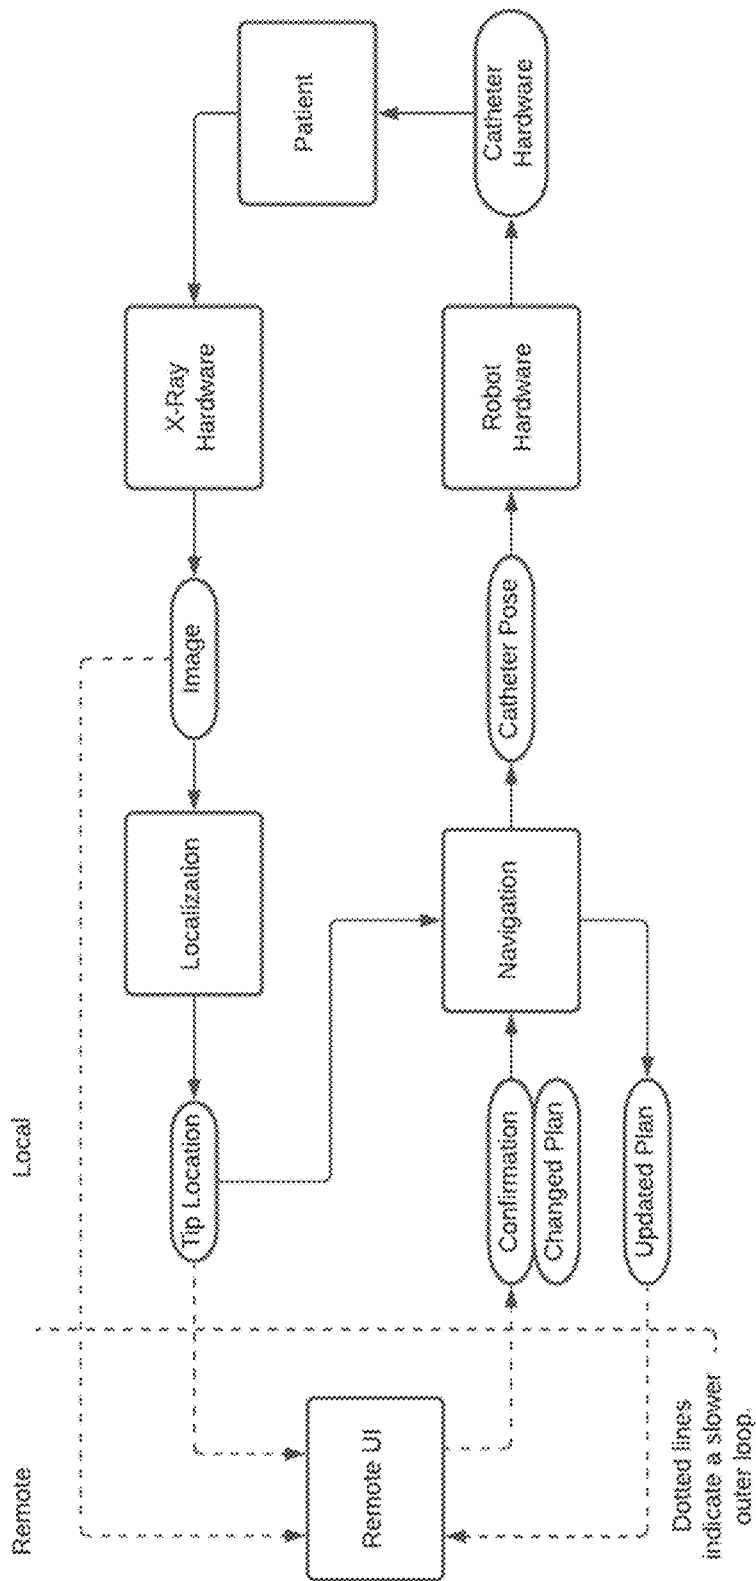 Remote
Local
Image
X-Ray
Hardware
Patient
Tip Location
Localization
Remote UI
Confirmation
Changed Plan
Navigation
Catheter Pose
Robot
Hardware
Catheter
Hardware
Updated Plan
Dotted lines
indicate a slower
outer loop.